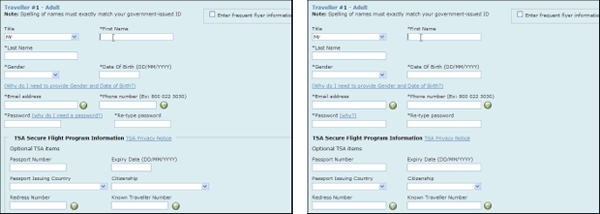 Traveller #1 - Adult
Note: Spelling of names must exactly match your government-issued ID
Enter frequent flyer information
Title
*First Name
Mr
*Last Name
*Gender
*Date Of Birth (DD/MM/YYYY)
(Why do I need to provide Gender and Date of Birth?)
*Email address
*Phone number (Ex: 800 022 3030)
*Password (why do I need a password?)
*Re-type password
TSA Secure Flight Program Information TSA Privacy Notice
Optional TSA items
Passport Number
Expiry Date (DD/MM/YYYY)
Passport Issuing Country
Citizenship
Redress Number
Known Traveller Number
Traveller #1 - Adult
Note: Spelling of names must exactly match your government-issued ID
Enter frequent flyer information
Title
*First Name
Mr
*Last Name
*Gender
*Date Of Birth (DD/MM/YYYY)
(Why do I need to provide Gender and Date of Birth?)
*Email address
*Phone number (Ex: 800 022 3030)
*Password (why?)
*Re-type password
TSA Secure Flight Program Information TSA Privacy Notice
Optional TSA items
Passport Number
Expiry Date (DD/MM/YYYY)
Passport Issuing Country
Citizenship
Redress Number
Known Traveller Number